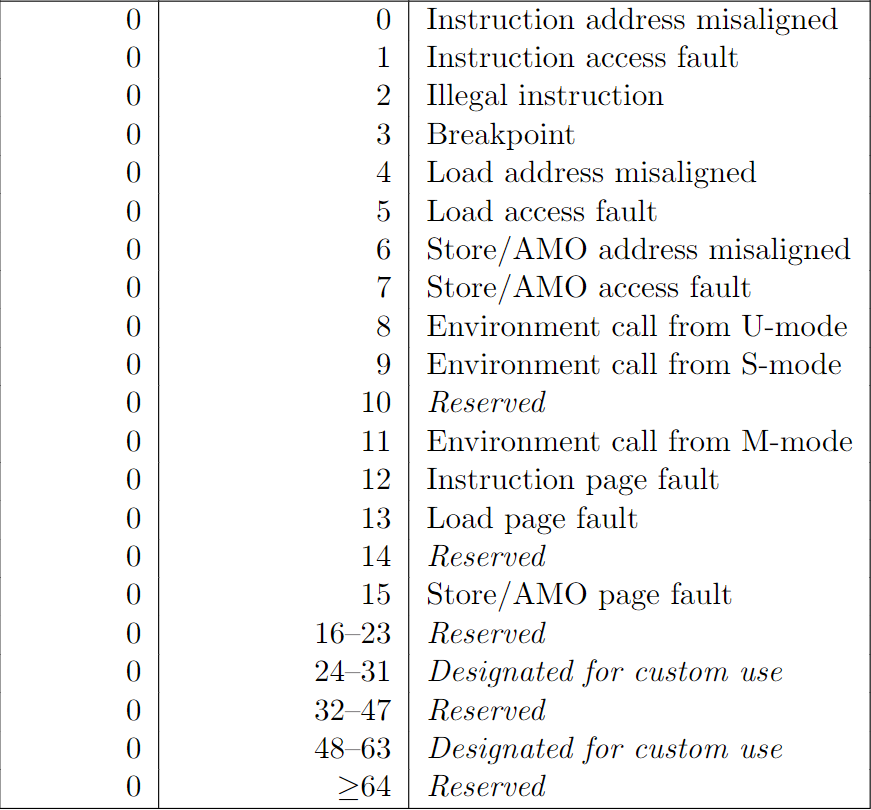 0 0 Instruction address misaligned
0 1 Instruction access fault
0 2 Illegal instruction
0 3 Breakpoint
0 4 Load address misaligned
0 5 Load access fault
0 6 Store/AMO address misaligned
0 7 Store/AMO access fault
0 8 Environment call from U-mode
0 9 Environment call from S-mode
0 10 Reserved
0 11 Environment call from M-mode
0 12 Instruction page fault
0 13 Load page fault
0 14 Reserved
0 15 Store/AMO page fault
0 16–23 Reserved
0 24–31 Designated for custom use
0 32–47 Reserved
0 48–63 Designated for custom use
0 ≥64 Reserved